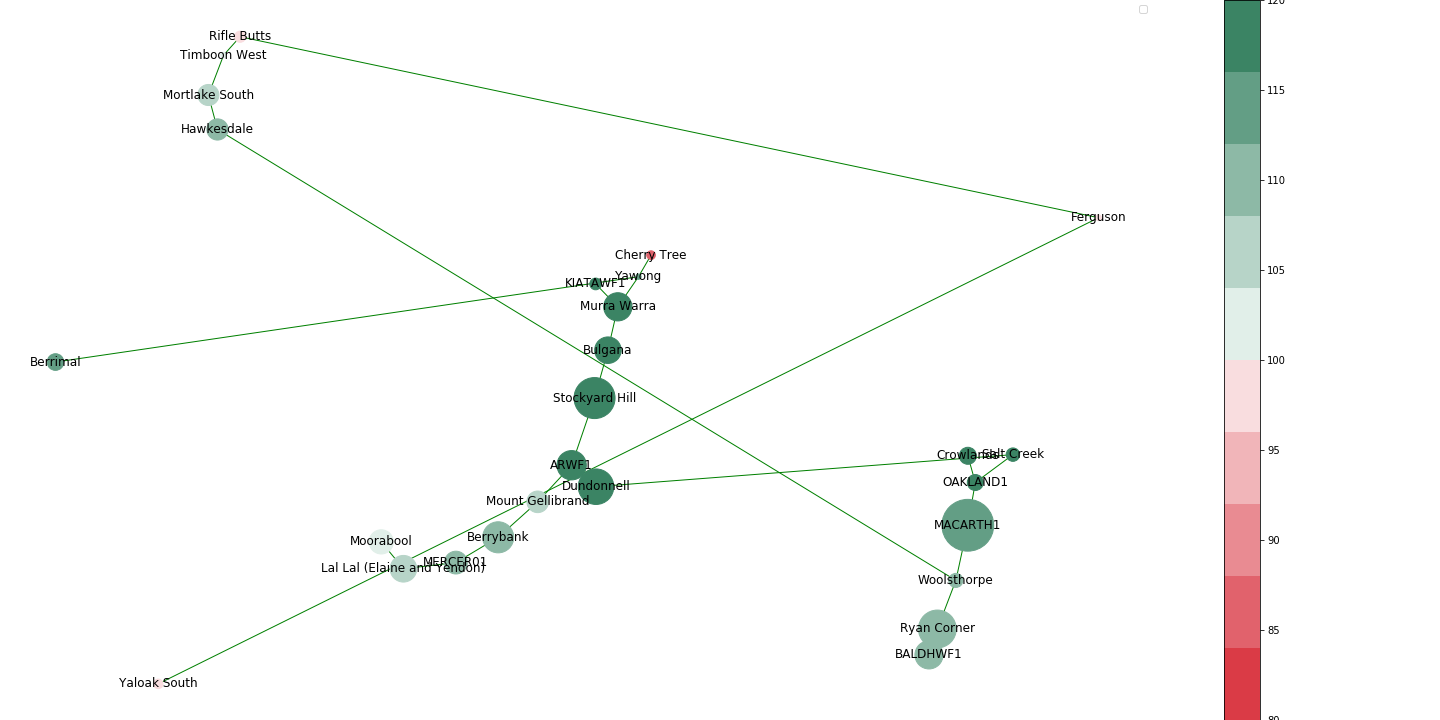 120
Rifle Butts
Timboon West
115
Mortlake South
Hawkesdale
110
Ferguson
Cherry Tree
105
Yawong
KIATAWF1
Murra Warra
Bulgana
100
Berrimal
Stockyard Hill
95
Crowlands
Salt Creek
ARWF1
OAKLAND1
Dundonnell
Mount Gellibrand
MACARTH1
Berrybank
90
Moorabool
MERCER01
Lal Lal (Elaine and Yendon)
Woolsthorpe
Ryan Corner
85
BALDHWF1
Yaloak South
80